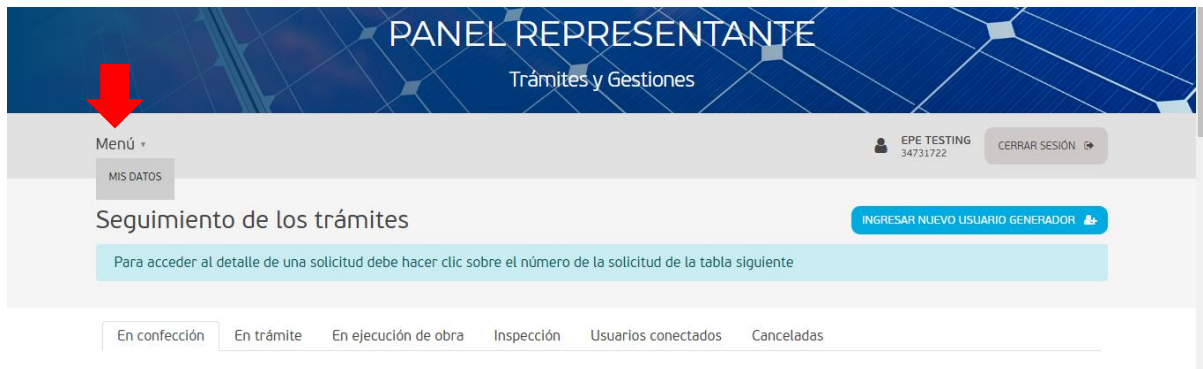 PANEL REPRESENTANTE
Trámites y Gestiones
Menú
EPE TESTING
34731722
CERRAR SESIÓN
MIS DATOS
Seguimiento de los trámites
INGRESAR NUEVO USUARIO GENERADOR
Para acceder al detalle de una solicitud debe hacer clic sobre el número de la solicitud de la tabla siguiente
En confección En trámite En ejecución de obra Inspección Usuarios conectados Canceladas